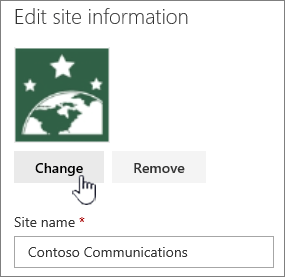 Edit site information
Change Remove
Site name *
Contoso Communications